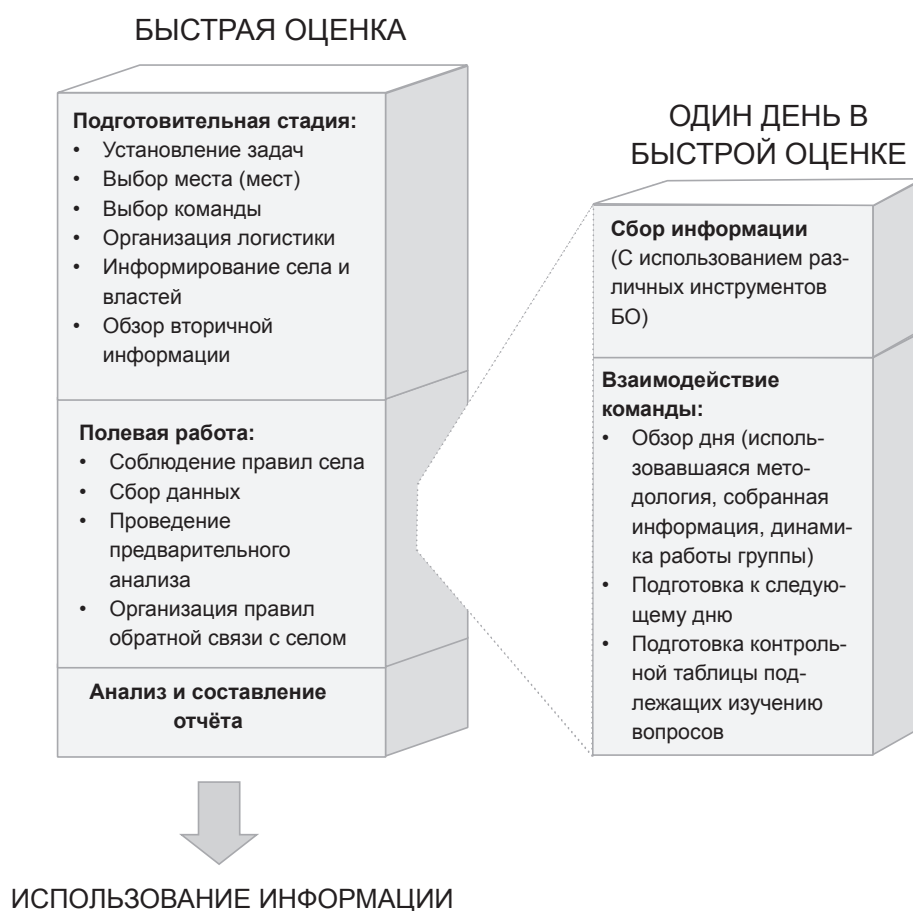 БЫСТРАЯ ОЦЕНКА
Подготовительная стадия:
• Установление задач
• Выбор места (мест)
• Выбор команды
• Организация логистики
• Информирование села и
властей
• Обзор вторичной
информации
Полевая работа:
• Соблюдение правил села
• Сбор данных
• Проведение
предварительного
анализа
• Организация правил
обратной связи с селом
Анализ и составление
отчёта
ИСПОЛЬЗОВАНИЕ ИНФОРМАЦИИ
ОДИН ДЕНЬ В
БЫСТРОЙ ОЦЕНКЕ
Сбор информации
(С использованием раз-
личных инструментов
БО)
Взаимодействие
команды:
• Обзор дня (исполь-
зовавшаяся мето-
дология, собранная
информация, динами-
ка работы группы)
• Подготовка к следую-
щему дню
• Подготовка контроль-
ной таблицы под-
лежащих изучению
вопросов